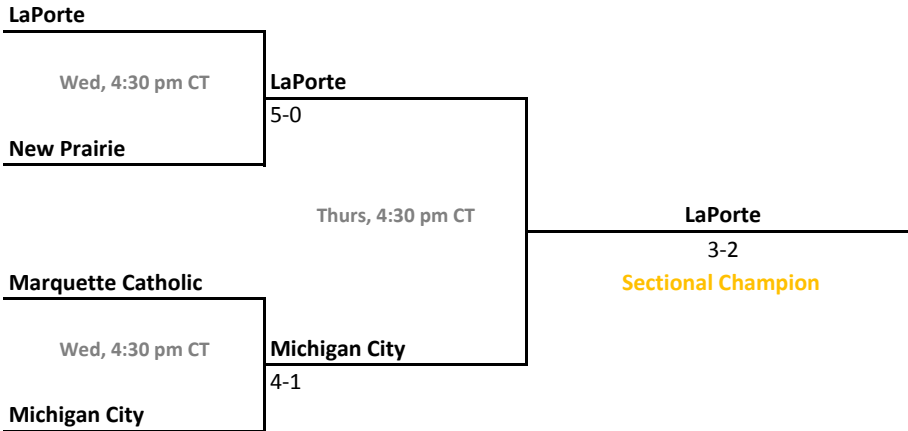 LaPorte
Wed, 4:30 pm CT
LaPorte
5-0
New Prairie
Thurs, 4:30 pm CT
LaPorte
3-2
Marquette Catholic
Sectional Champion
Wed, 4:30 pm CT
Michigan City
4-1
Michigan City